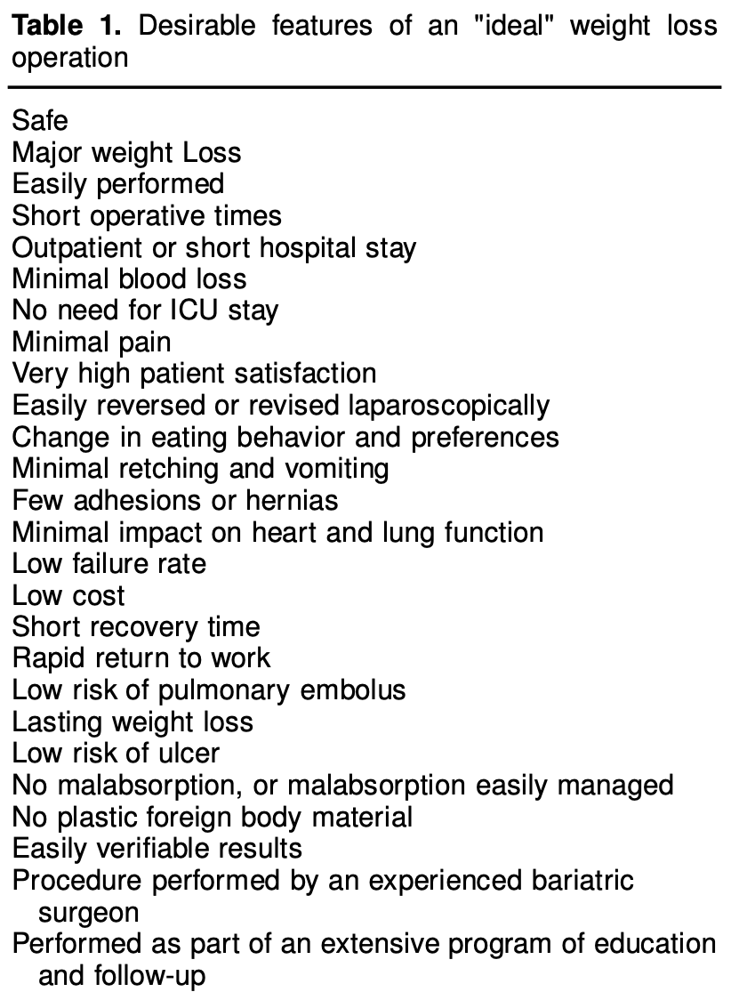 Table 1. Desirable features of an "ideal" weight loss
operation
Safe
Major weight Loss
Easily performed
Short operative times
Outpatient or short hospital stay
Minimal blood loss
No need for ICU stay
Minimal pain
Very high patient satisfaction
Easily reversed or revised laparoscopically
Change in eating behavior and preferences
Minimal retching and vomiting
Few adhesions or hernias
Minimal impact on heart and lung function
Low failure rate
Low cost
Short recovery time
Rapid return to work
Low risk of pulmonary embolus
Lasting weight loss
Low risk of ulcer
No malabsorption, or malabsorption easily managed
No plastic foreign body material
Easily verifiable results
Procedure performed by an experienced bariatric
surgeon
Performed as part of an extensive program of education
and follow-up